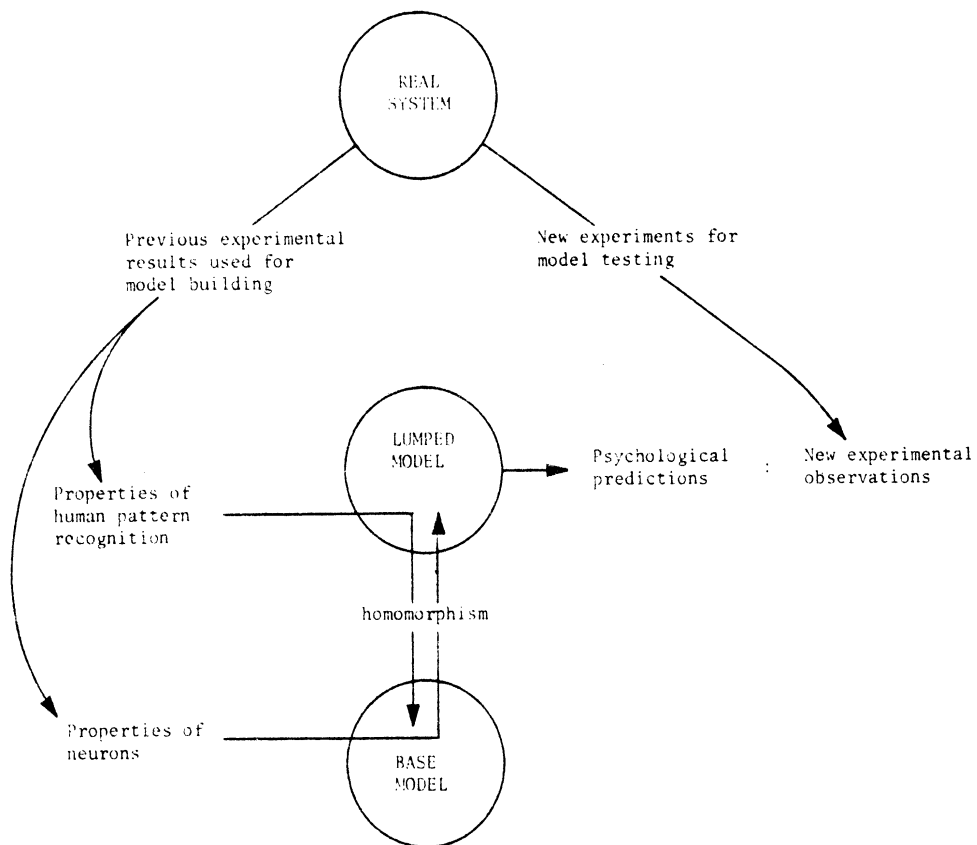 REAL
SYSTEM
Previous experimental
results used for
model building
New experiments for
model testing
LUMPED
MODEL
Psychological
predictions
:
New experimental
observations
Properties of
human pattern
recognition
homomorphism
Properties of
neurons
BASE
MODEL